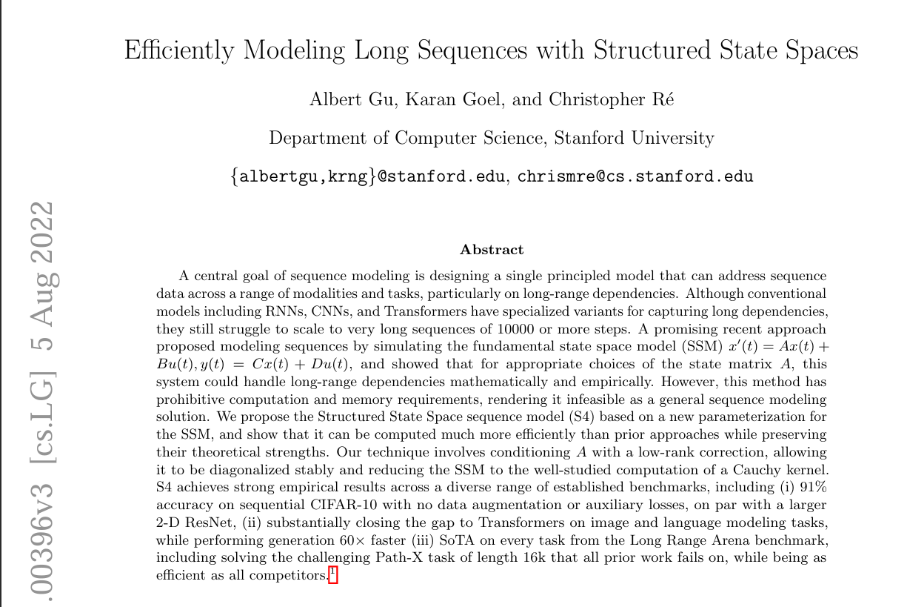 Efficiently Modeling Long Sequences with Structured State Spaces
Albert Gu, Karan Goel, and Christopher Ré
Department of Computer Science, Stanford University
{albertgu,krng}@stanford.edu, chrismre@cs.stanford.edu
Abstract
A central goal of sequence modeling is designing a single principled model that can address sequence
data across a range of modalities and tasks, particularly on long-range dependencies. Although conventional
models including RNNs, CNNs, and Transformers have specialized variants for capturing long dependencies,
they still struggle to scale to very long sequences of 10000 or more steps. A promising recent approach
proposed modeling sequences by simulating the fundamental state space model (SSM) x′(t) = Ax(t) +
Bu(t), y(t) = Cx(t) + Du(t), and showed that for appropriate choices of the state matrix A, this
system could handle long-range dependencies mathematically and empirically. However, this method has
prohibitive computation and memory requirements, rendering it infeasible as a general sequence modeling
solution. We propose the Structured State Space sequence model (S4) based on a new parameterization for
the SSM, and show that it can be computed much more efficiently than prior approaches while preserving
their theoretical strengths. Our technique involves conditioning A with a low-rank correction, allowing
it to be diagonalized stably and reducing the SSM to the well-studied computation of a Cauchy kernel.
S4 achieves strong empirical results across a diverse range of established benchmarks, including (i) 91%
accuracy on sequential CIFAR-10 with no data augmentation or auxiliary losses, on par with a larger
2-D ResNet, (ii) substantially closing the gap to Transformers on image and language modeling tasks,
while performing generation 60× faster (iii) SoTA on every task from the Long Range Arena benchmark,
including solving the challenging Path-X task of length 16k that all prior work fails on, while being as
efficient as all competitors.1
.00396v3 [cs.LG] 5 Aug 2022